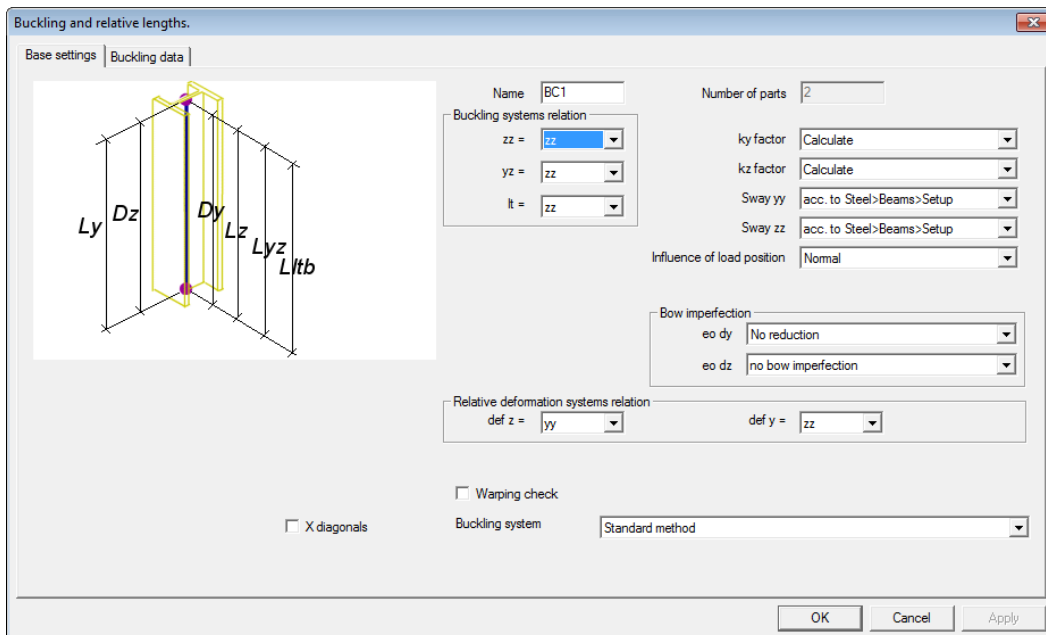 Buckling and relative lengths.
Base settings Buckling data
Name BC1 Number of parts 2
Buckling systems relation
zz = zz ky factor Calculate
yz = zz kz factor Calculate
lt = zz Sway yy acc. to Steel>Beams>Setup
Sway zz acc. to Steel>Beams>Setup
Influence of load position Normal
Ly Dz Dy Lz Lyz Lltb
Bow imperfection
eo dy No reduction
eo dz no bow imperfection
Relative deformation systems relation
def z = yy def y = zz
Warping check
X diagonals Buckling system Standard method
OK Cancel Apply